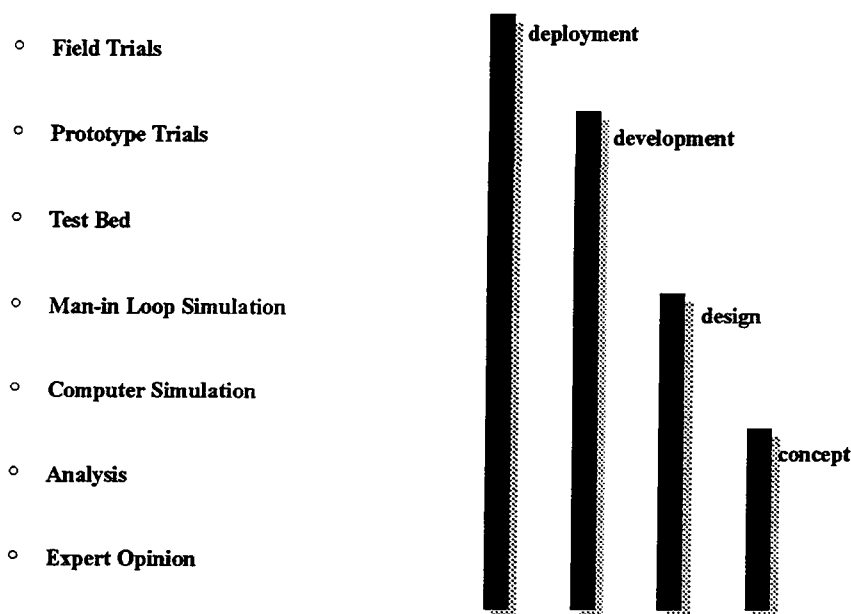 Field Trials
deployment
Prototype Trials
development
Test Bed
Man-in Loop Simulation
design
Computer Simulation
Analysis
concept
Expert Opinion